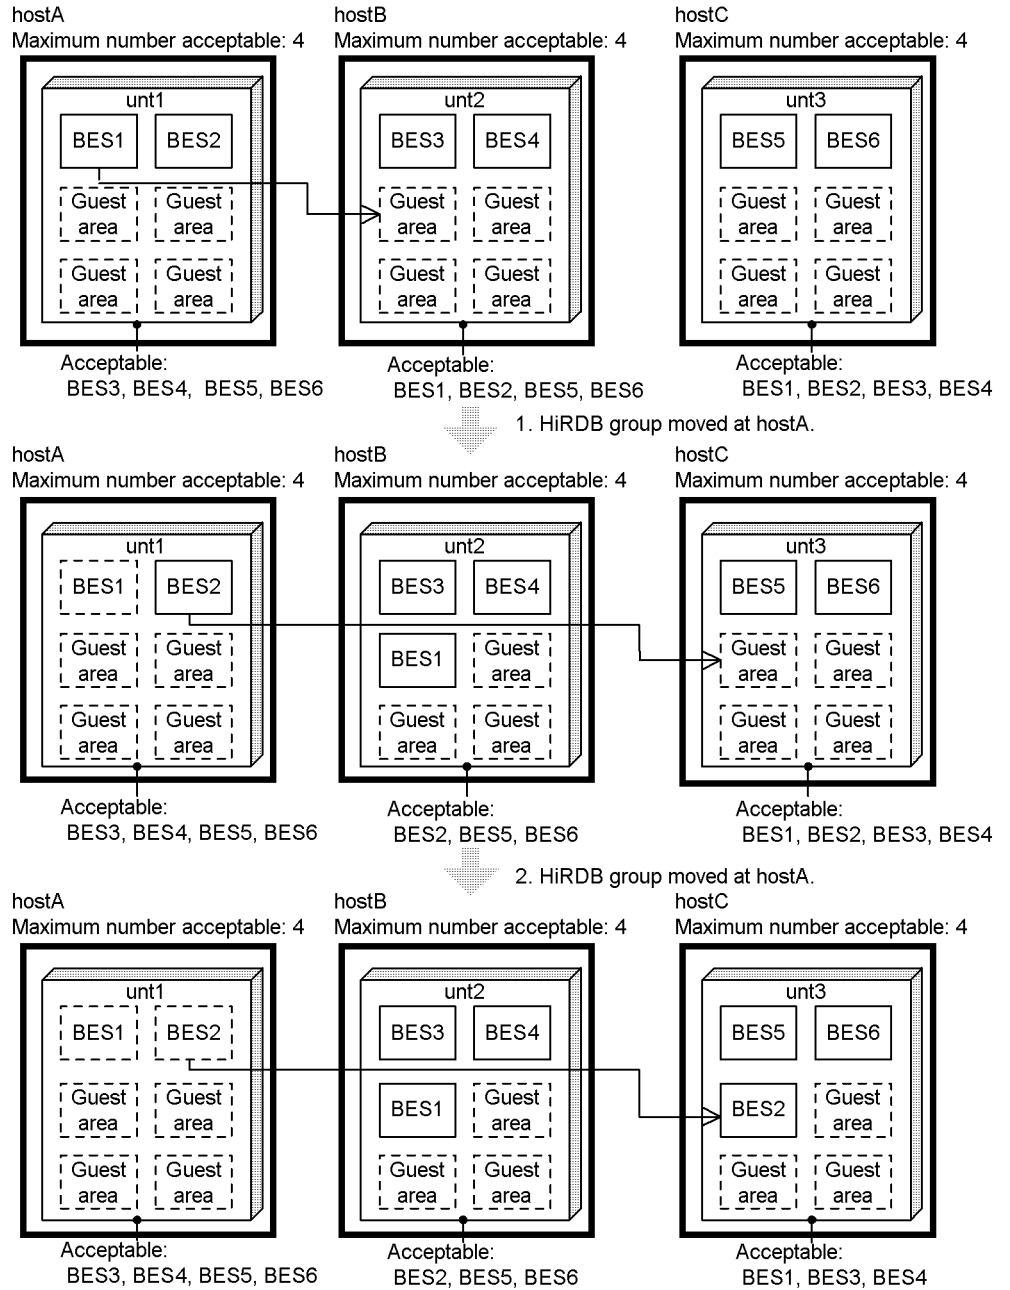 hostA
Maximum number acceptable: 4
unt1
BES1 BES2
Guest area Guest area
Guest area Guest area
Acceptable:
BES3, BES4, BES5, BES6
hostB
Maximum number acceptable: 4
unt2
BES3 BES4
Guest area Guest area
Guest area Guest area
Acceptable:
BES1, BES2, BES5, BES6
hostC
Maximum number acceptable: 4
unt3
BES5 BES6
Guest area Guest area
Guest area Guest area
Acceptable:
BES1, BES2, BES3, BES4
1. HiRDB group moved at hostA.
hostA
Maximum number acceptable: 4
unt1
BES1 BES2
Guest area Guest area
Guest area Guest area
Acceptable:
BES3, BES4, BES5, BES6
hostB
Maximum number acceptable: 4
unt2
BES3 BES4
BES1 Guest area
Guest area Guest area
Acceptable:
BES2, BES5, BES6
hostC
Maximum number acceptable: 4
unt3
BES5 BES6
Guest area Guest area
Guest area Guest area
Acceptable:
BES1, BES2, BES3, BES4
2. HiRDB group moved at hostA.
hostA
Maximum number acceptable: 4
unt1
BES1 BES2
Guest area Guest area
Guest area Guest area
Acceptable:
BES3, BES4, BES5, BES6
hostB
Maximum number acceptable: 4
unt2
BES3 BES4
BES1 Guest area
Guest area Guest area
Acceptable:
BES2, BES5, BES6
hostC
Maximum number acceptable: 4
unt3
BES5 BES6
BES2 Guest area
Guest area Guest area
Acceptable:
BES1, BES3, BES4